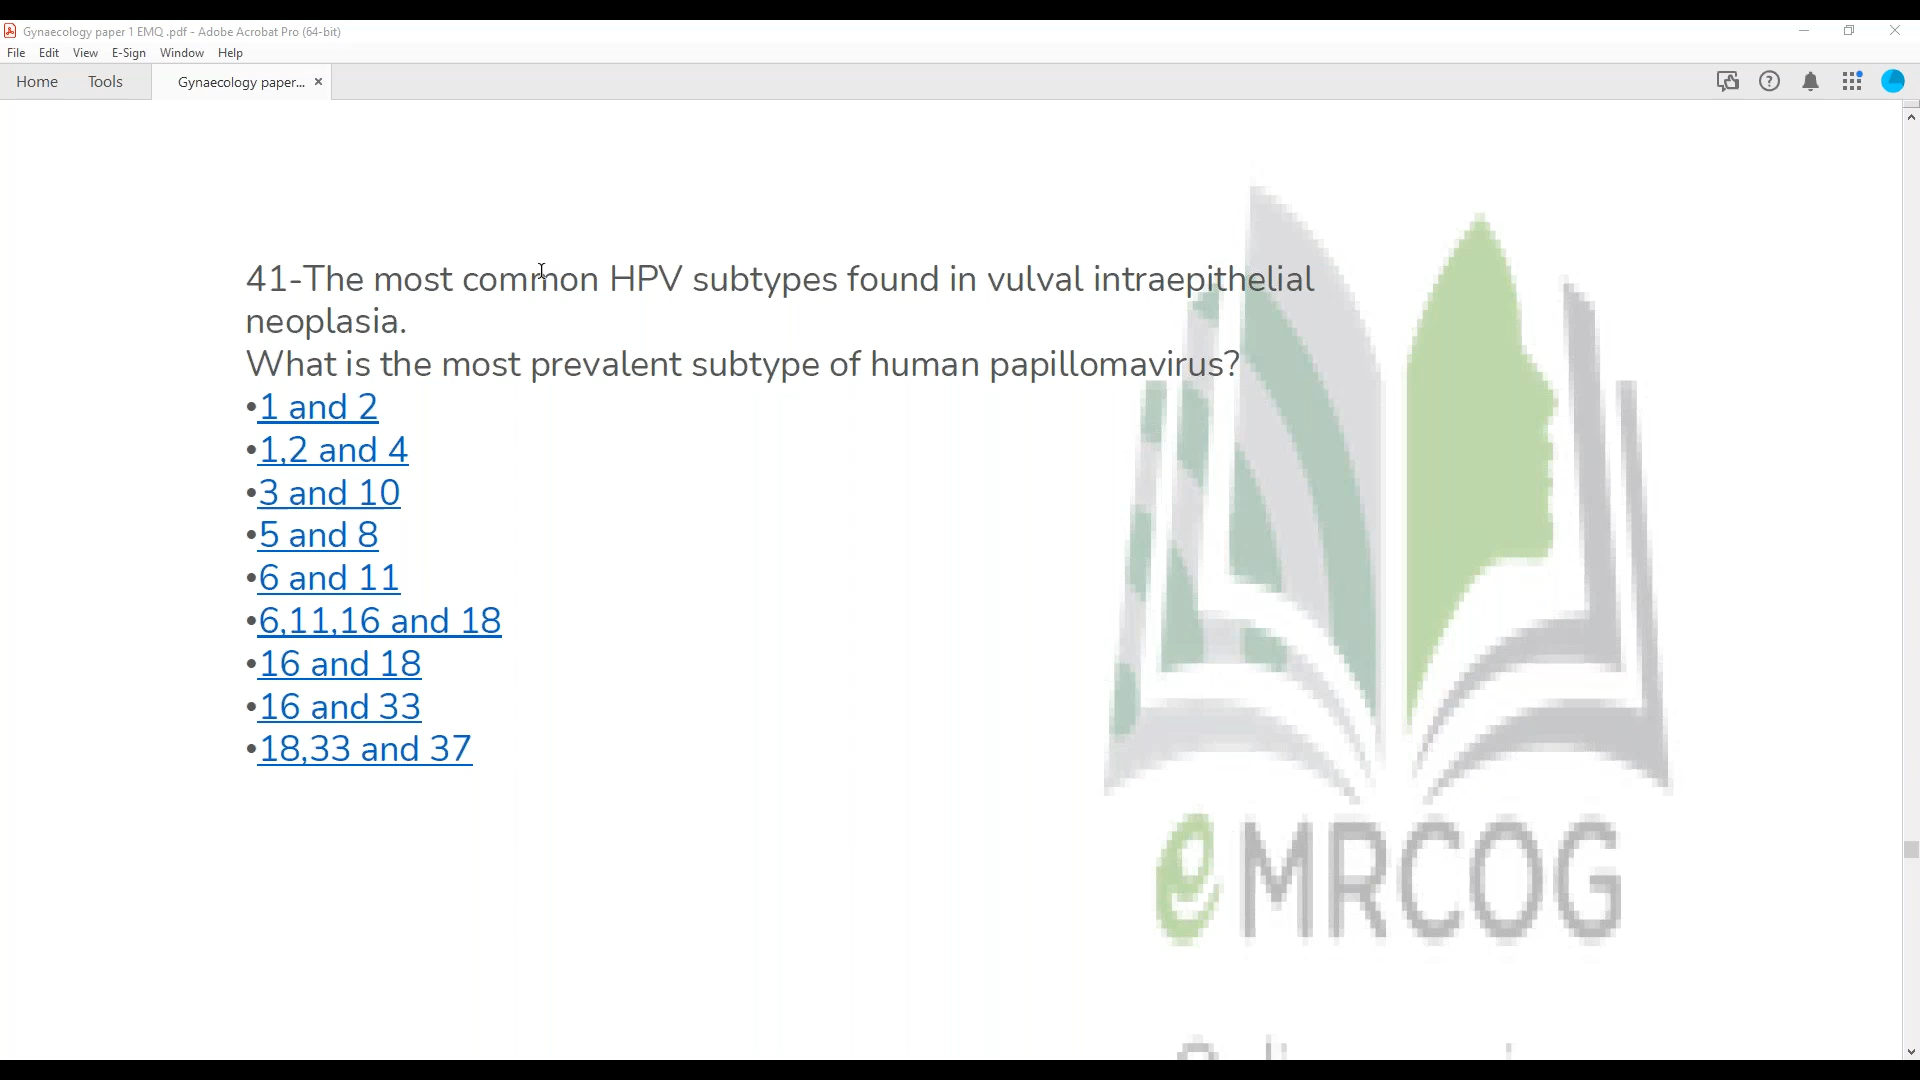 Gynaecology paper 1 EMQ .pdf - Adobe Acrobat Pro (64-bit)
File Edit View E-Sign Window Help
Home Tools Gynaecology paper... ×
41-The most common HPV subtypes found in vulval intraepithelial
neoplasia.
What is the most prevalent subtype of human papillomavirus?
•1 and 2
•1,2 and 4
•3 and 10
•5 and 8
•6 and 11
•6,11,16 and 18
•16 and 18
•16 and 33
•18,33 and 37
eMRCOG